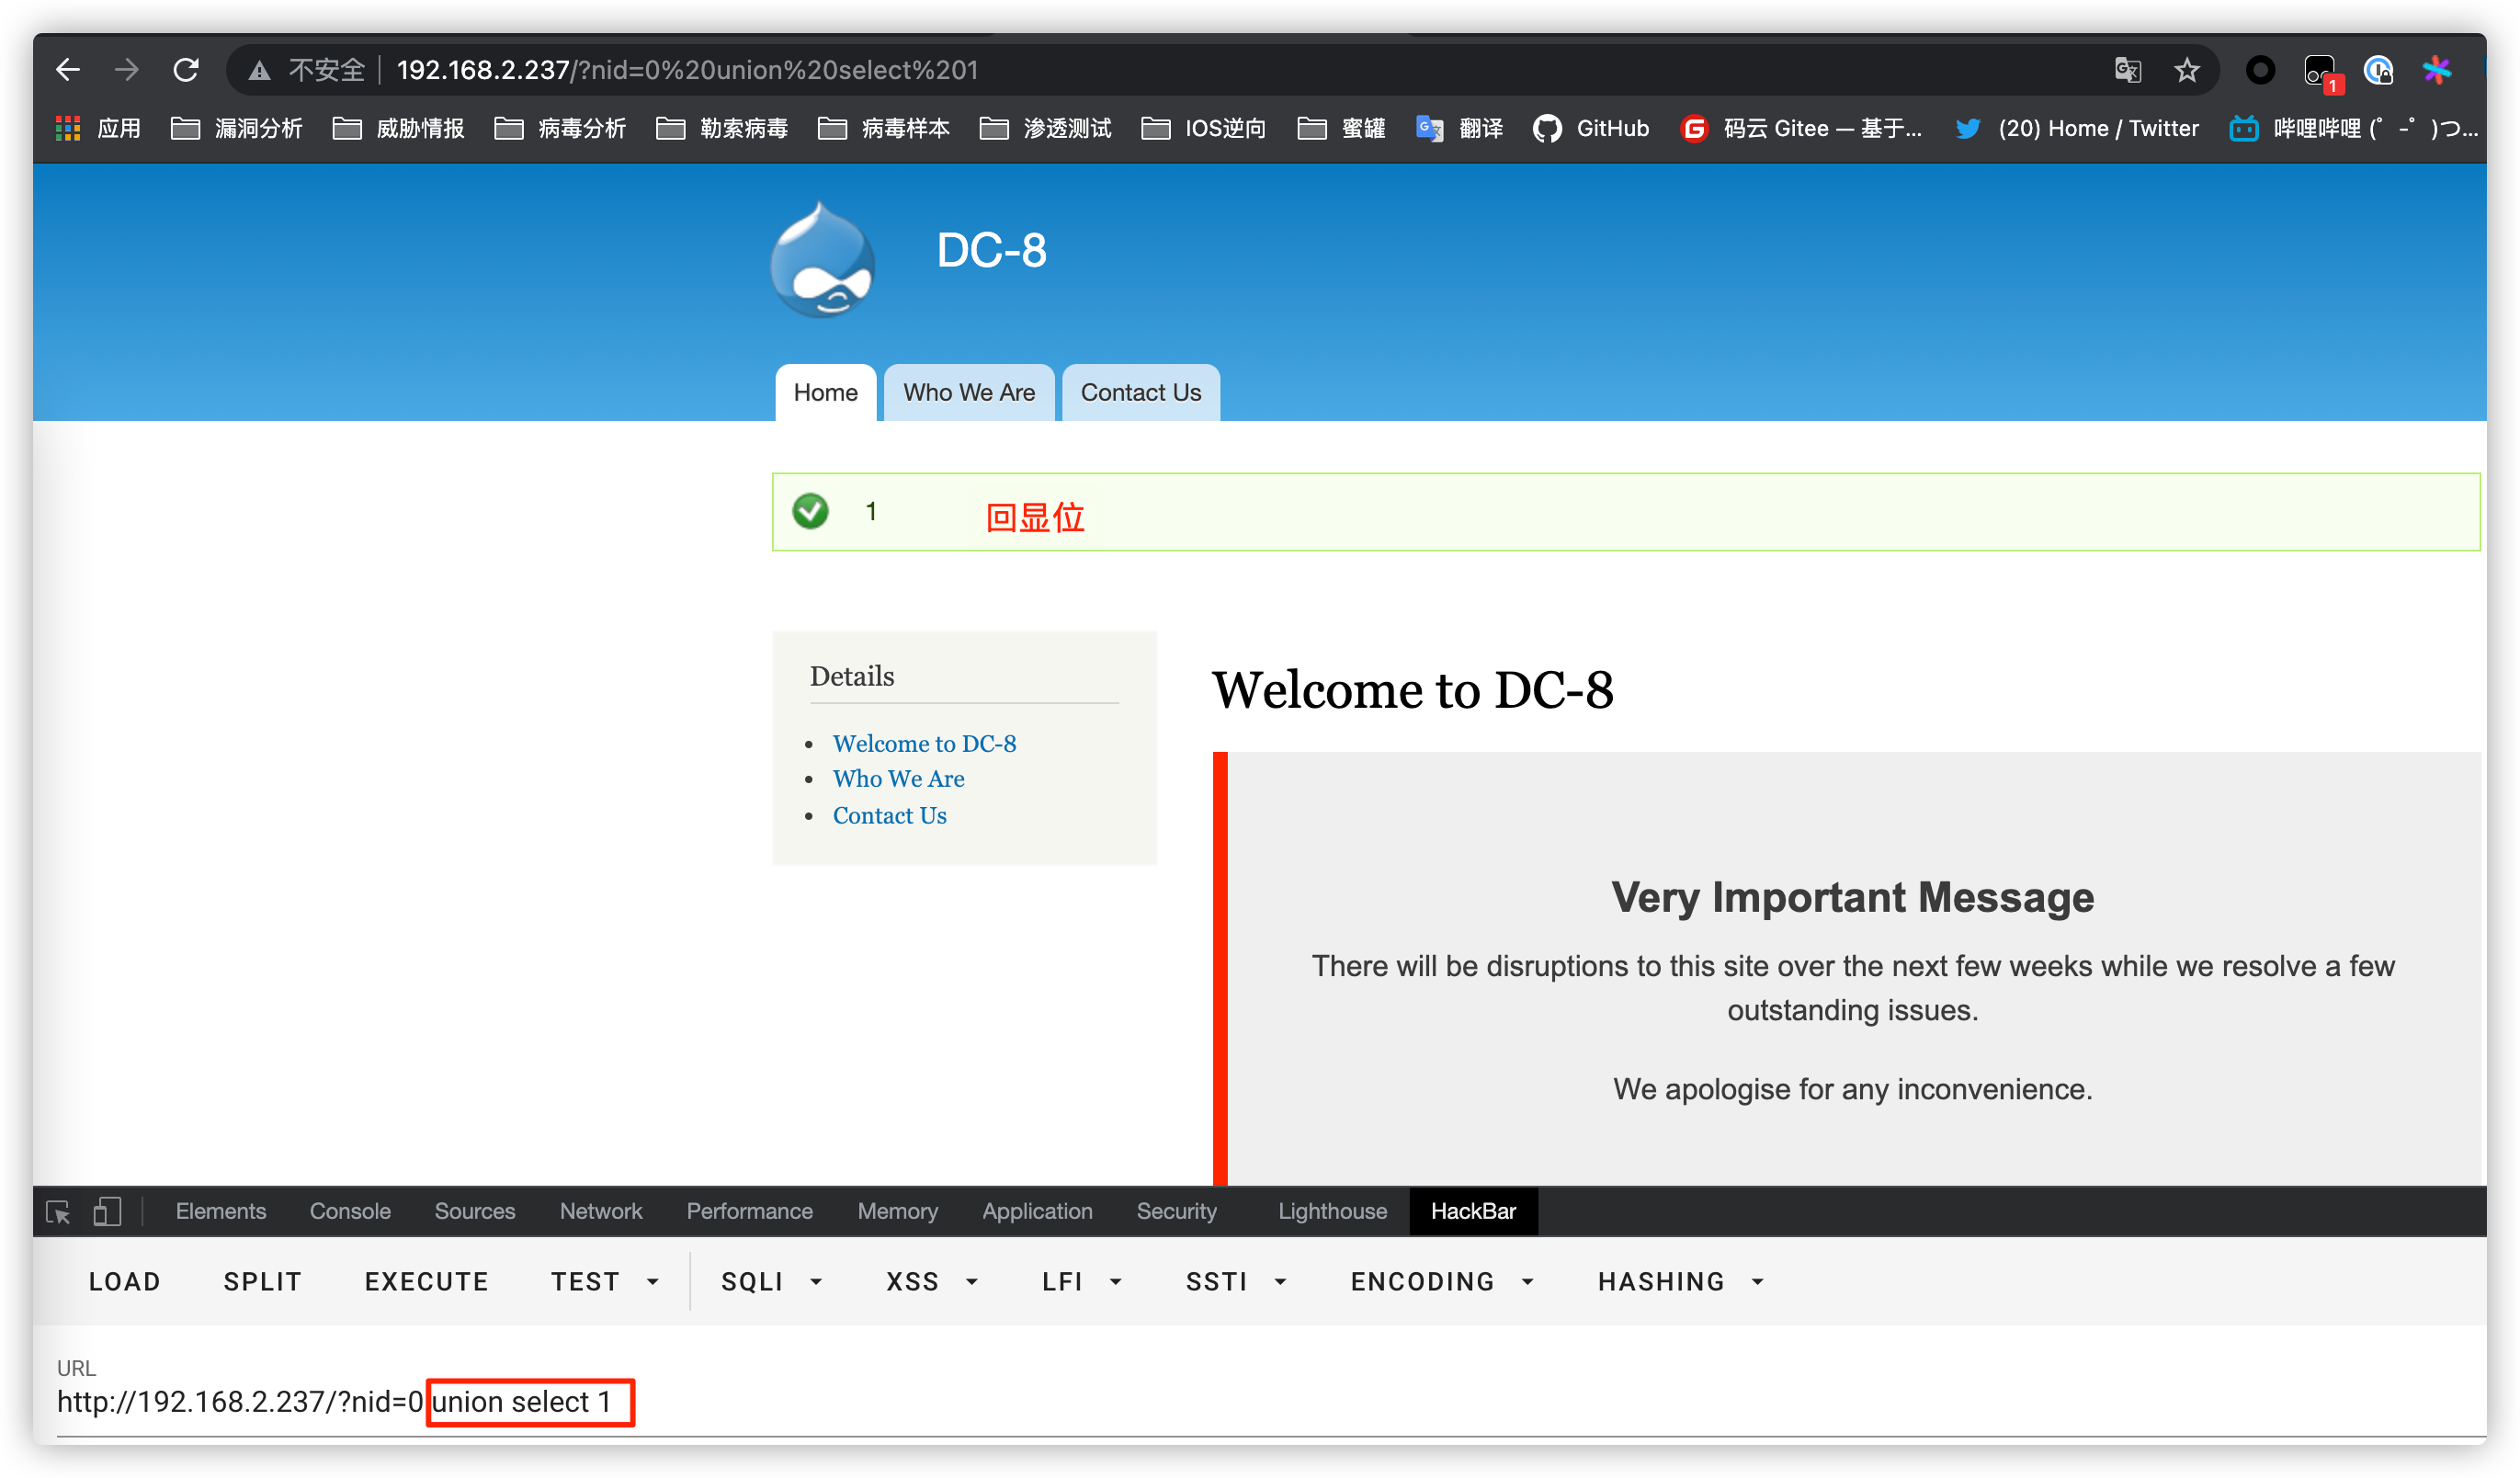 不安全 192.168.2.237/?nid=0%20union%20select%201
1
应用 漏洞分析 威胁情报 病毒分析 勒索病毒 病毒样本 渗透测试 IOS逆向 蜜罐 翻译 GitHub 码云 Gitee — 基于... (20) Home / Twitter 哔哩哔哩 (゜-゜)つ...
DC-8
Home Who We Are Contact Us
1 回显位
Details
Welcome to DC-8
Who We Are
Contact Us
Welcome to DC-8
Very Important Message
There will be disruptions to this site over the next few weeks while we resolve a few
outstanding issues.
We apologise for any inconvenience.
Elements Console Sources Network Performance Memory Application Security Lighthouse HackBar
LOAD SPLIT EXECUTE TEST SQLI XSS LFI SSTI ENCODING HASHING
URL
http://192.168.2.237/?nid=0 union select 1